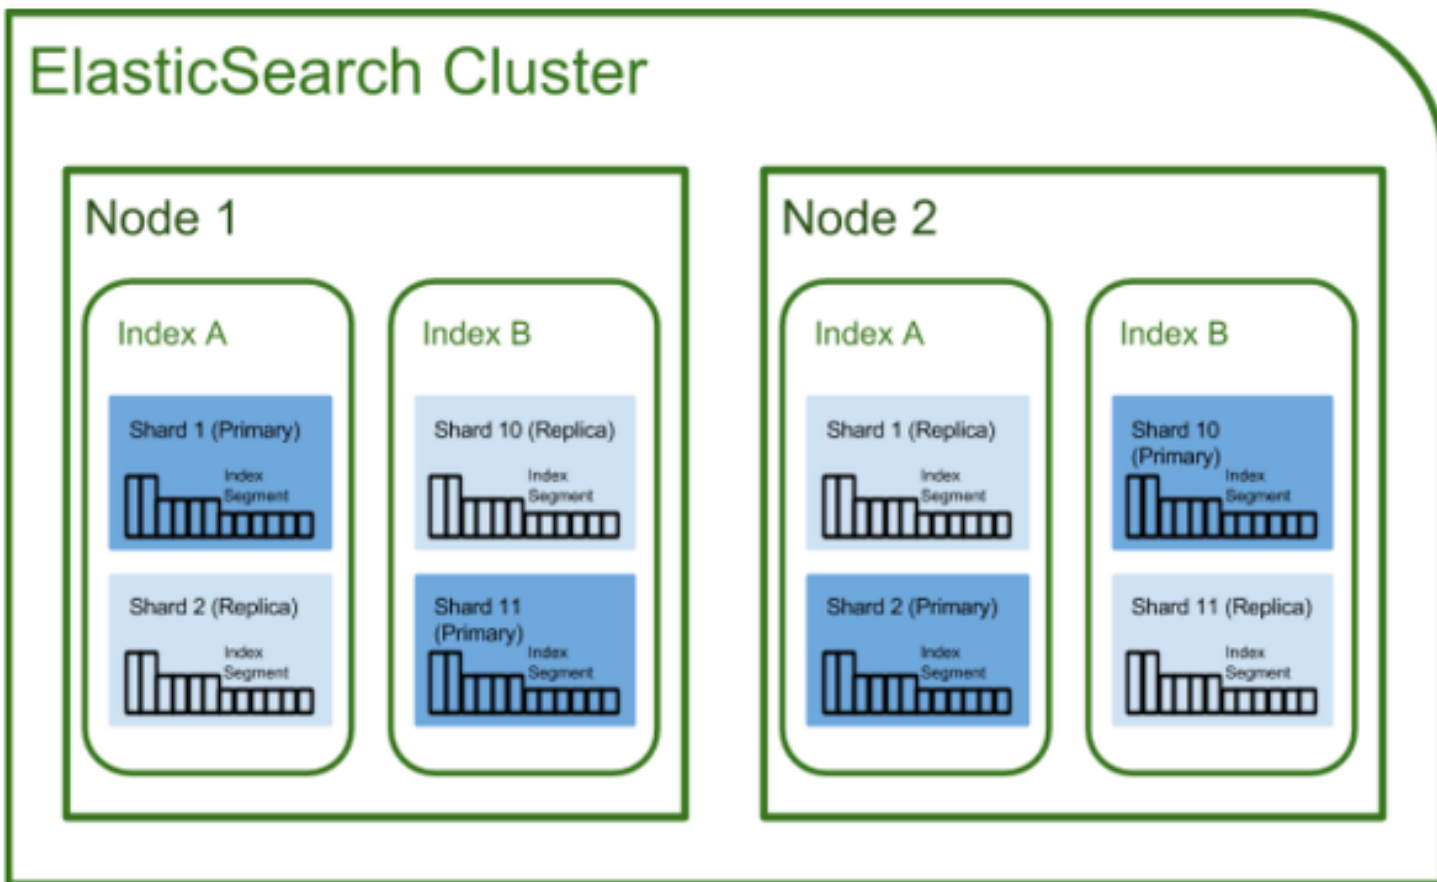 ElasticSearch Cluster
Node 1
Index A
Shard 1 (Primary)
Index
Segment
Shard 2 (Replica)
Index
Segment
Index B
Shard 10 (Replica)
Index
Segment
Shard 11
(Primary)
Index
Segment
Node 2
Index A
Shard 1 (Replica)
Index
Segment
Shard 2 (Primary)
Index
Segment
Index B
Shard 10
(Primary)
Index
Segment
Shard 11 (Replica)
Index
Segment